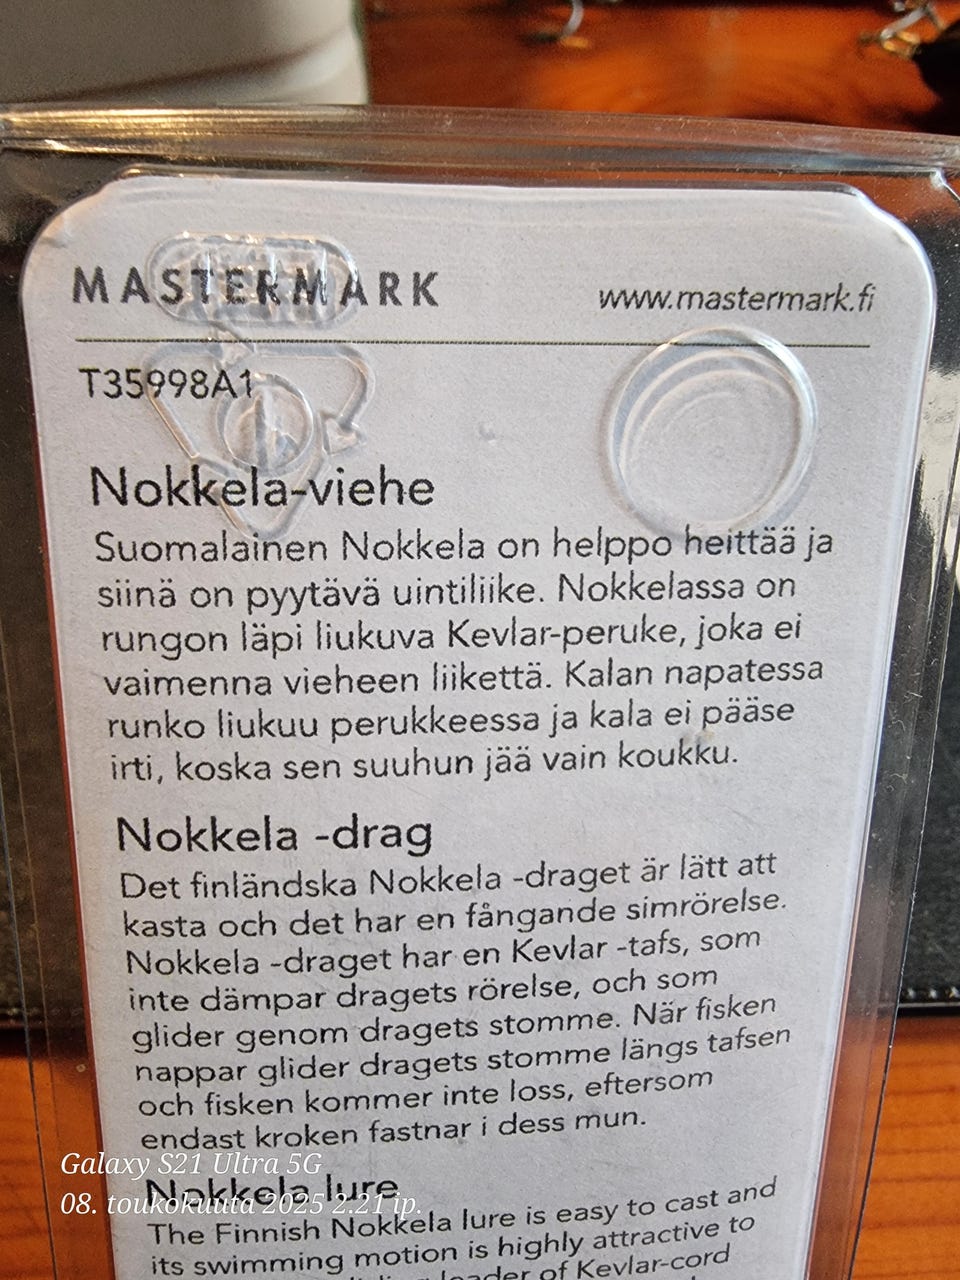 MASTERMARK
www.mastermark.fi
T35998A1
Nokkela-viehe
Suomalainen Nokkela on helppo heittää ja
siinä on pyytävä uintiliike. Nokkelassa on
rungon läpi liukuva Kevlar-peruke, joka ei
vaimenna vieheen liikettä. Kalan napatessa
runko liukuu perukkeessa ja kala ei pääse
irti, koska sen suuhun jää vain koukku.
Nokkela -drag
Det finländska Nokkela -draget är lätt att
kasta och det har en fångande simrörelse.
Nokkela -draget har en Kevlar -tafs, som
inte dämpar dragets rörelse, och som
glider genom dragets stomme. När fisken
nappar glider dragets stomme längs tafsen
och fisken kommer inte loss, eftersom
endast kroken fastnar i dess mun.
Galaxy S21 Ultra 5G
08. toukokuuta 2025 2.21 ip.
Nokkela lure
The Finnish Nokkela lure is easy to cast and
its swimming motion is highly attractive to
leader of Kevlar-cord